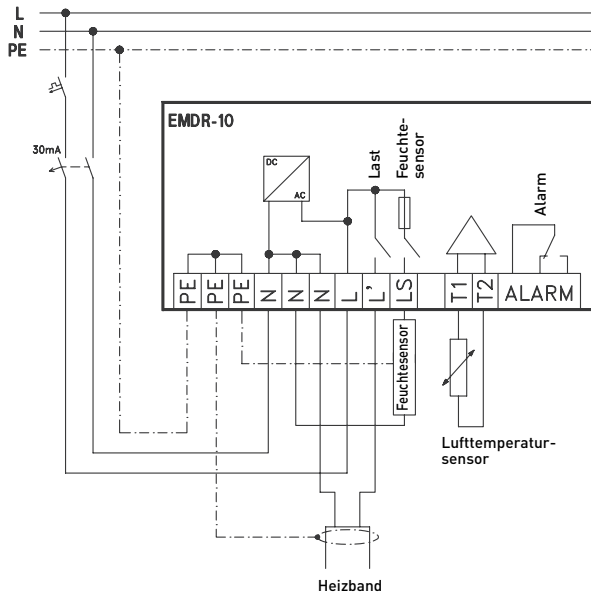 L
N
PE
30mA
EMDR-10
DC
AC
Last
Feuchte-
sensor
Alarm
PE
PE
PE
N
N
N
L
L'
LS
T1
T2
ALARM
Feuchtesensor
Lufttemperatur-
sensor
Heizband